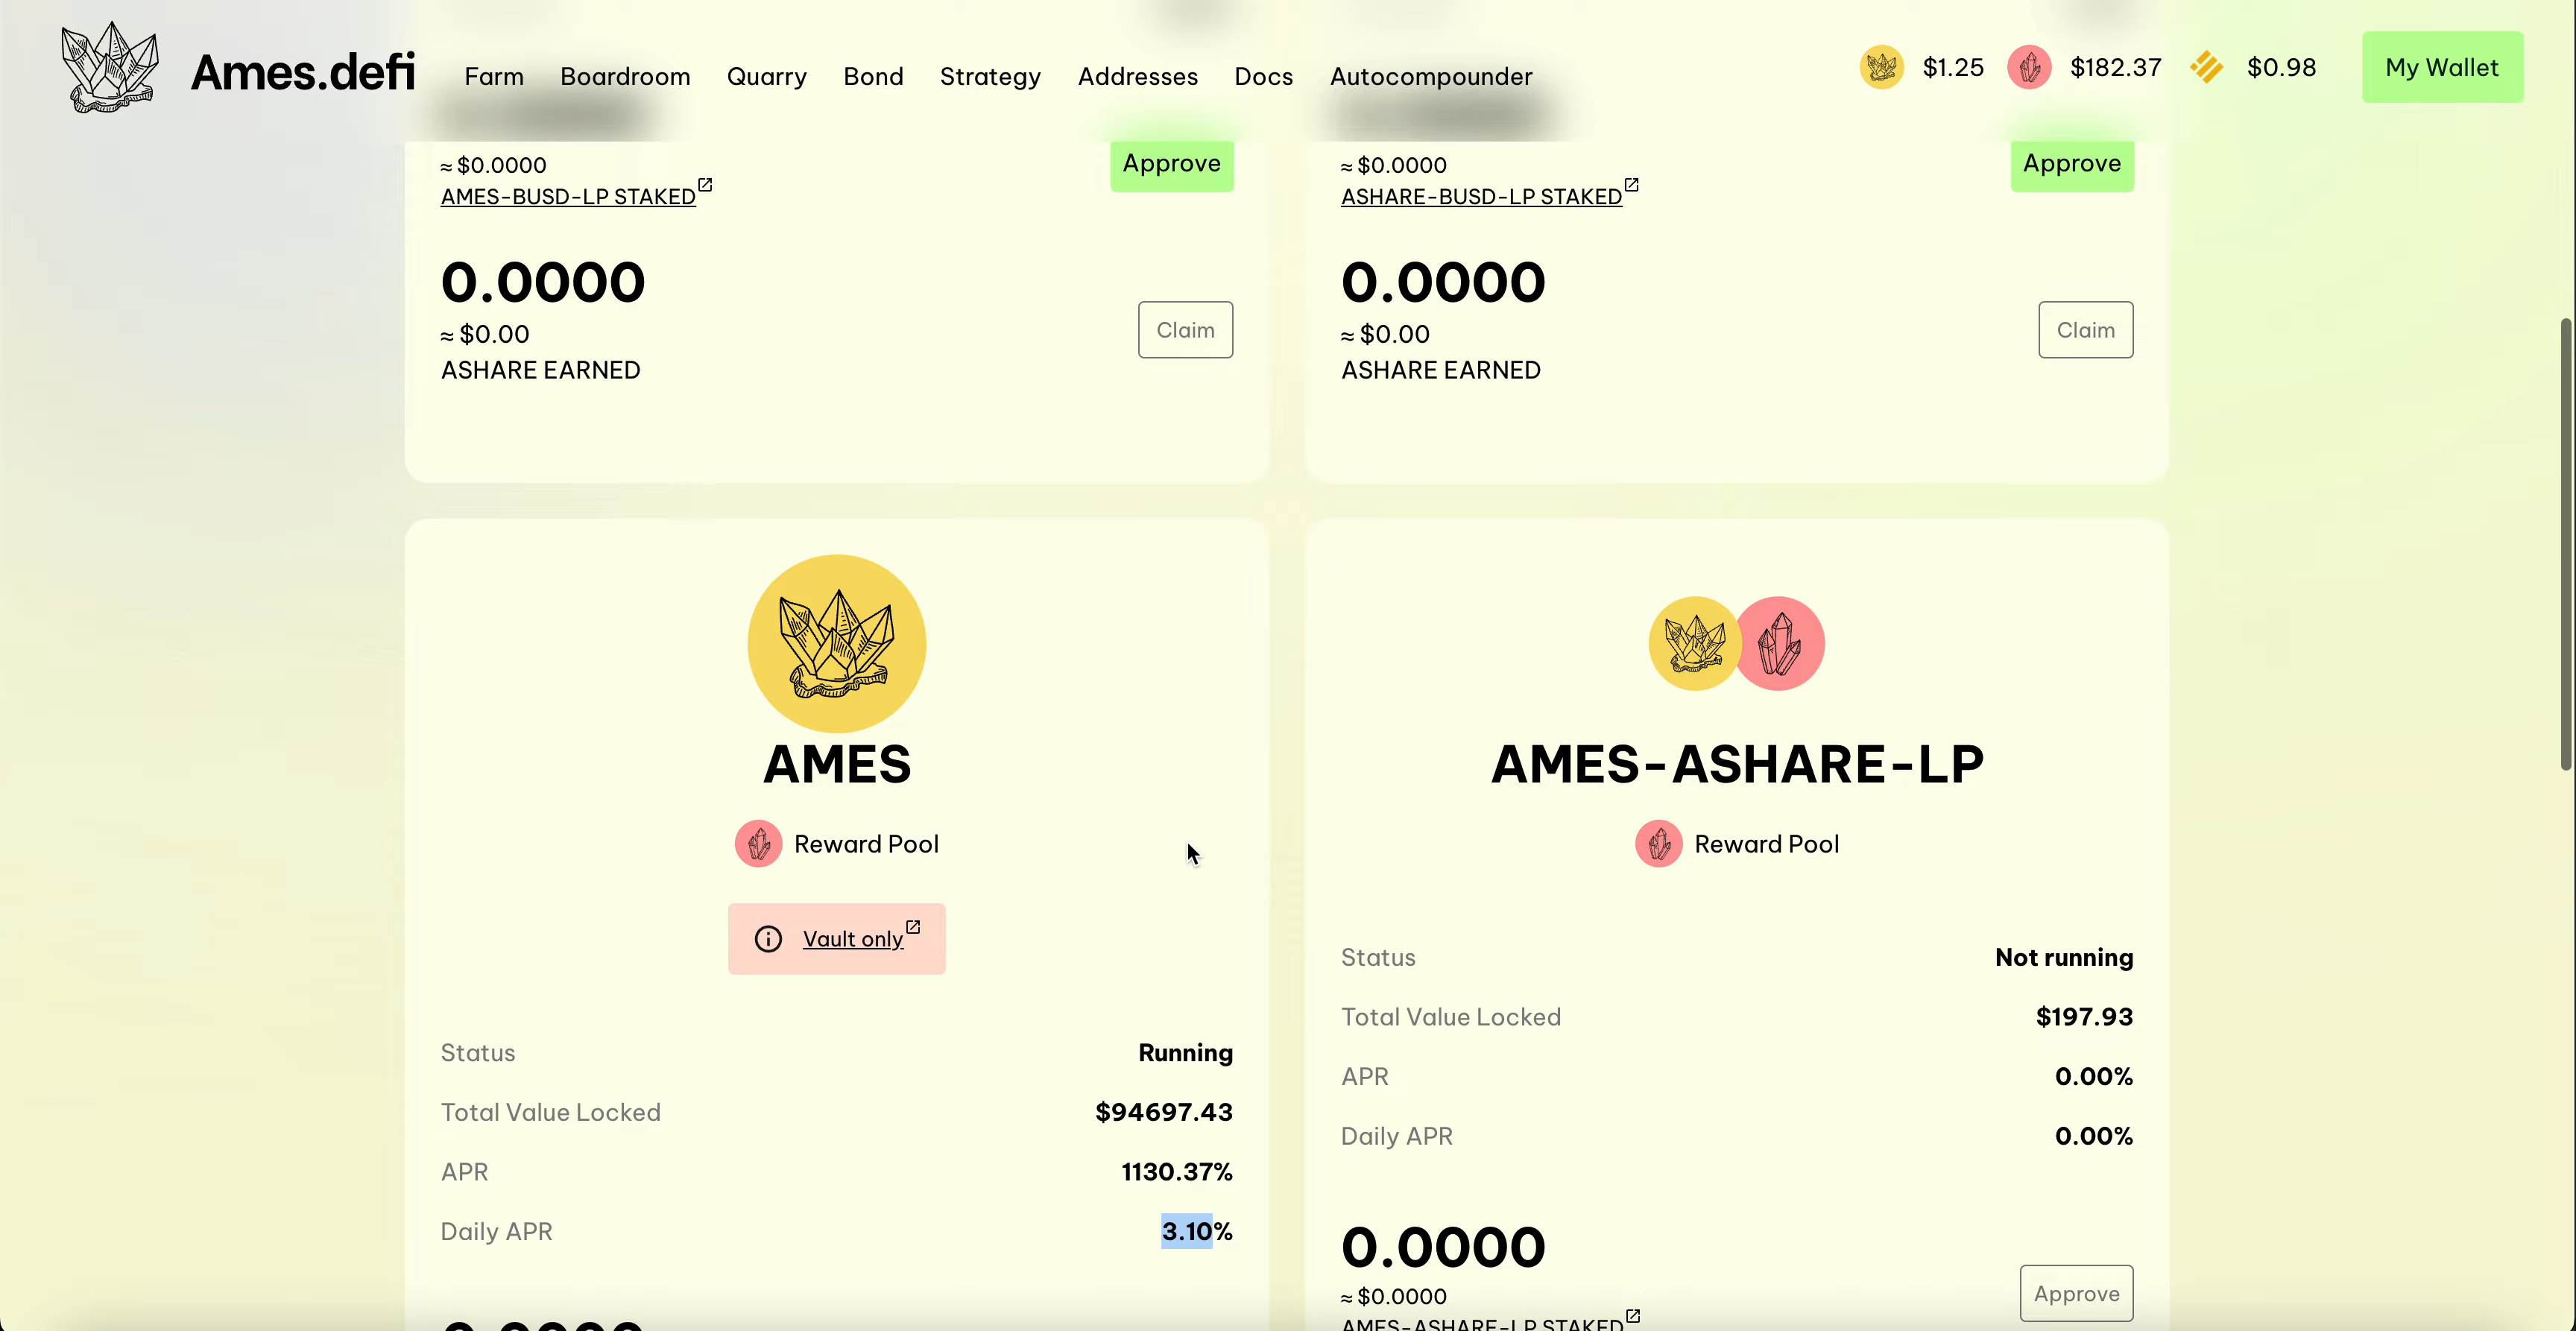 Ames.defi
Farm Boardroom Quarry Bond Strategy Addresses Docs Autocompounder
$1.25 $182.37 $0.98 My Wallet
≈ $0.0000
AMES-BUSD-LP STAKED
Approve
0.0000
≈ $0.00
ASHARE EARNED
Claim
≈ $0.0000
ASHARE-BUSD-LP STAKED
Approve
0.0000
≈ $0.00
ASHARE EARNED
Claim
AMES
Reward Pool
Vault only
Status Running
Total Value Locked $94697.43
APR 1130.37%
Daily APR 3.10%
AMES-ASHARE-LP
Reward Pool
Status Not running
Total Value Locked $197.93
APR 0.00%
Daily APR 0.00%
0.0000
≈ $0.0000
AMES-ASHARE-LP STAKED
Approve